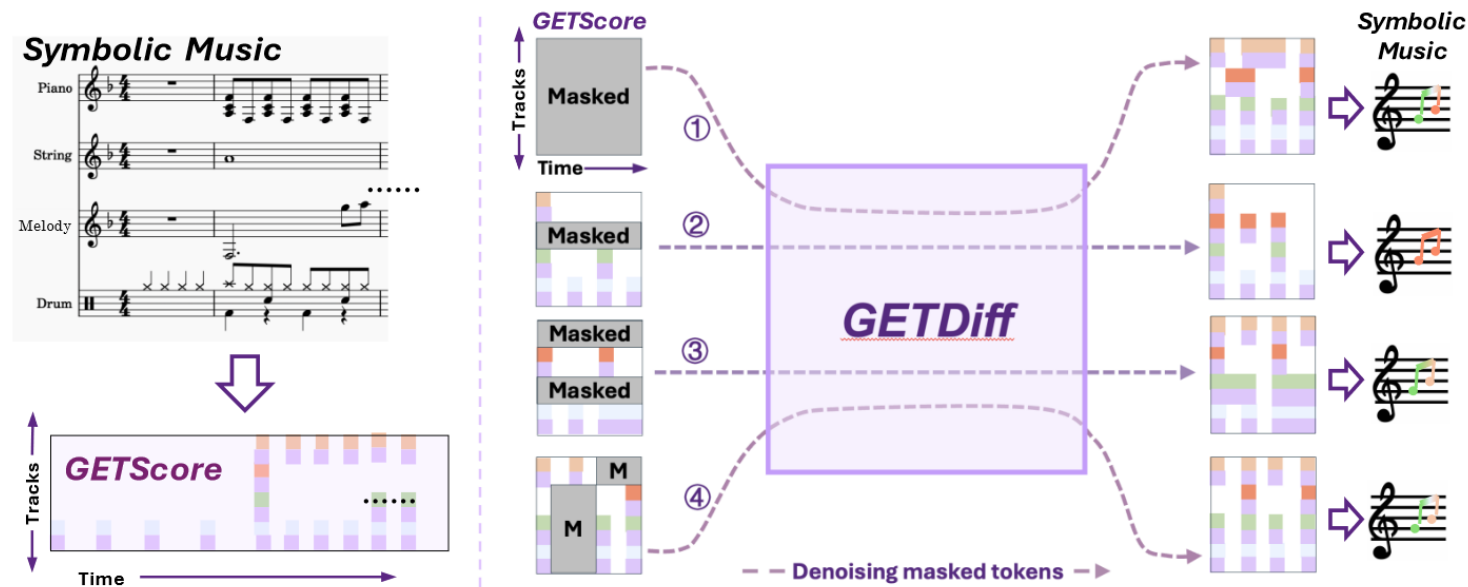 Symbolic Music
Piano
String
......
Melody
Drum
GETScore
......
Tracks
Time
GETScore
Tracks
Masked
Time
①
Masked
②
Masked
Masked
③
M
M
④
GETDiff
Denoising masked tokens
Symbolic
Music